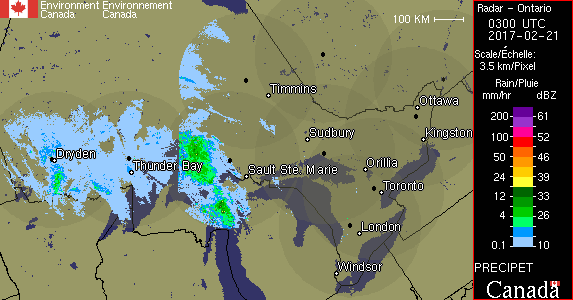 Environment Environnement
Canada Canada
100 KM
Timmins
Ottawa
Sudbury
Kingston
Dryden
Thunder Bay
Sault Ste. Marie
Orillia
Toronto
London
Windsor
Radar - Ontario
0300 UTC
2017-02-21
Scale/Échelle:
3.5 km/Pixel
Rain/Pluie
mm/hr dBZ
200 61
100 52
50 46
24 39
12 33
4 26
0.1 10
PRECIPET
Canada